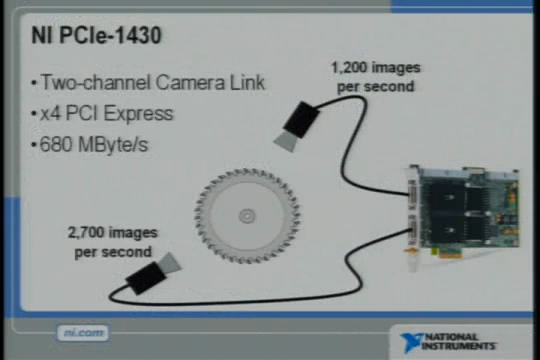 NI PCIe-1430
• Two-channel Camera Link
• x4 PCI Express
• 680 MByte/s
1,200 images
per second
2,700 images
per second
ni.com
NATIONAL
INSTRUMENTS